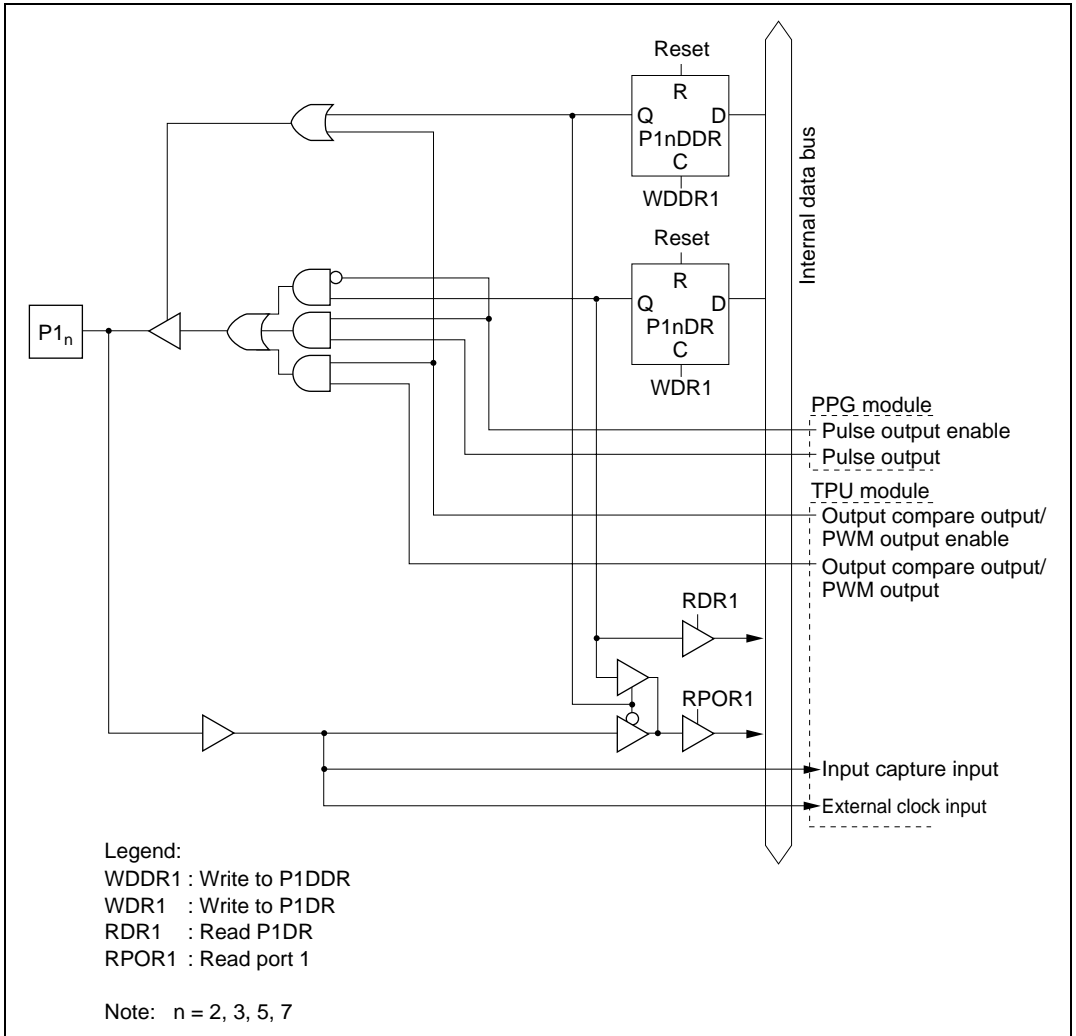 Reset
R
Q
D
P1nDDR
C
WDDR1
Reset
R
Q
D
P1nDR
C
WDR1
Internal data bus
P1n
PPG module
Pulse output enable
Pulse output
TPU module
Output compare output/
PWM output enable
Output compare output/
PWM output
RDR1
RPOR1
Input capture input
External clock input
Legend:
WDDR1 : Write to P1DDR
WDR1 : Write to P1DR
RDR1 : Read P1DR
RPOR1 : Read port 1
Note: n = 2, 3, 5, 7